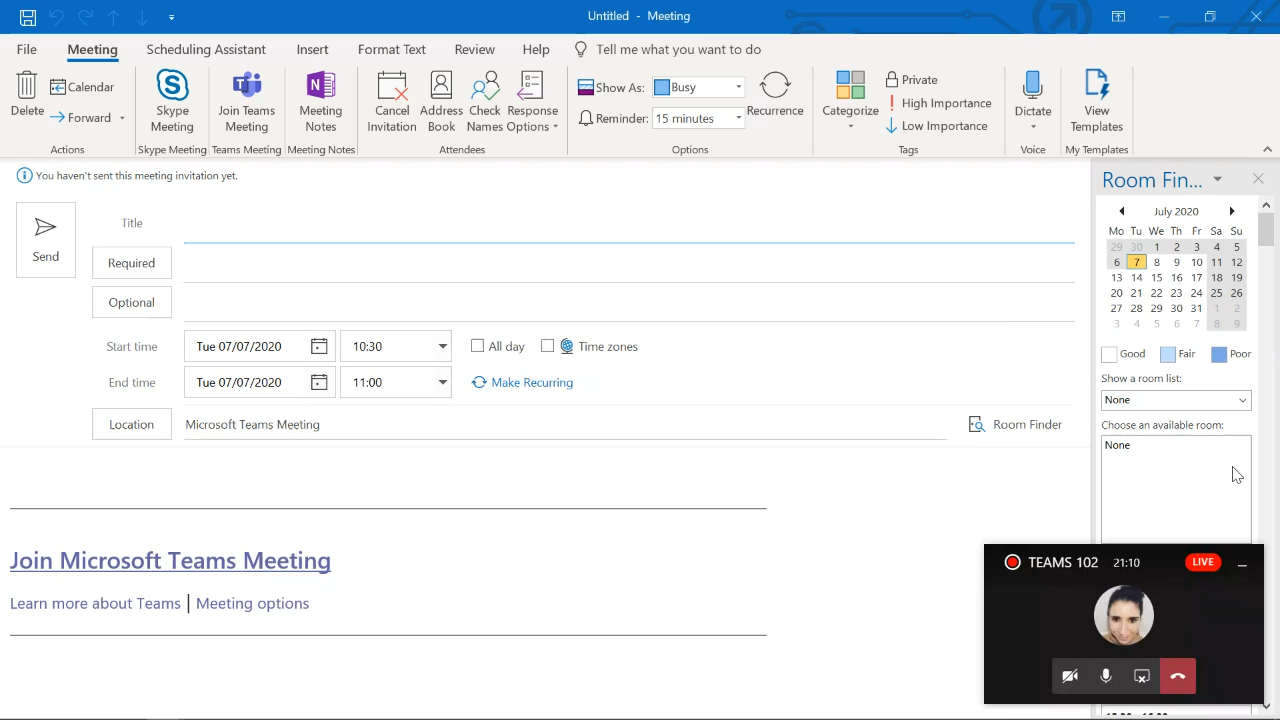 Untitled - Meeting
File Meeting Scheduling Assistant Insert Format Text Review Help Tell me what you want to do
Delete
Calendar
Forward
Actions
Skype
Meeting
Skype Meeting
Join Teams
Meeting
Teams Meeting
Meeting
Notes
Meeting Notes
Cancel
Invitation
Address
Book
Check
Names
Response
Options
Attendees
Show As: Busy
Reminder: 15 minutes
Recurrence
Options
Categorize
Private
High Importance
Low Importance
Tags
Dictate
Voice
View
Templates
My Templates
You haven't sent this meeting invitation yet.
Send
Title
Required
Optional
Start time Tue 07/07/2020 10:30 All day Time zones
End time Tue 07/07/2020 11:00 Make Recurring
Location Microsoft Teams Meeting Room Finder
Join Microsoft Teams Meeting
Learn more about Teams | Meeting options
Room Fin...
July 2020
Mo Tu We Th Fr Sa Su
29 30 1 2 3 4 5
6 7 8 9 10 11 12
13 14 15 16 17 18 19
20 21 22 23 24 25 26
27 28 29 30 31 1 2
3 4 5 6 7 8 9
Good Fair Poor
Show a room list:
None
Choose an available room:
None
TEAMS 102 21:10 LIVE